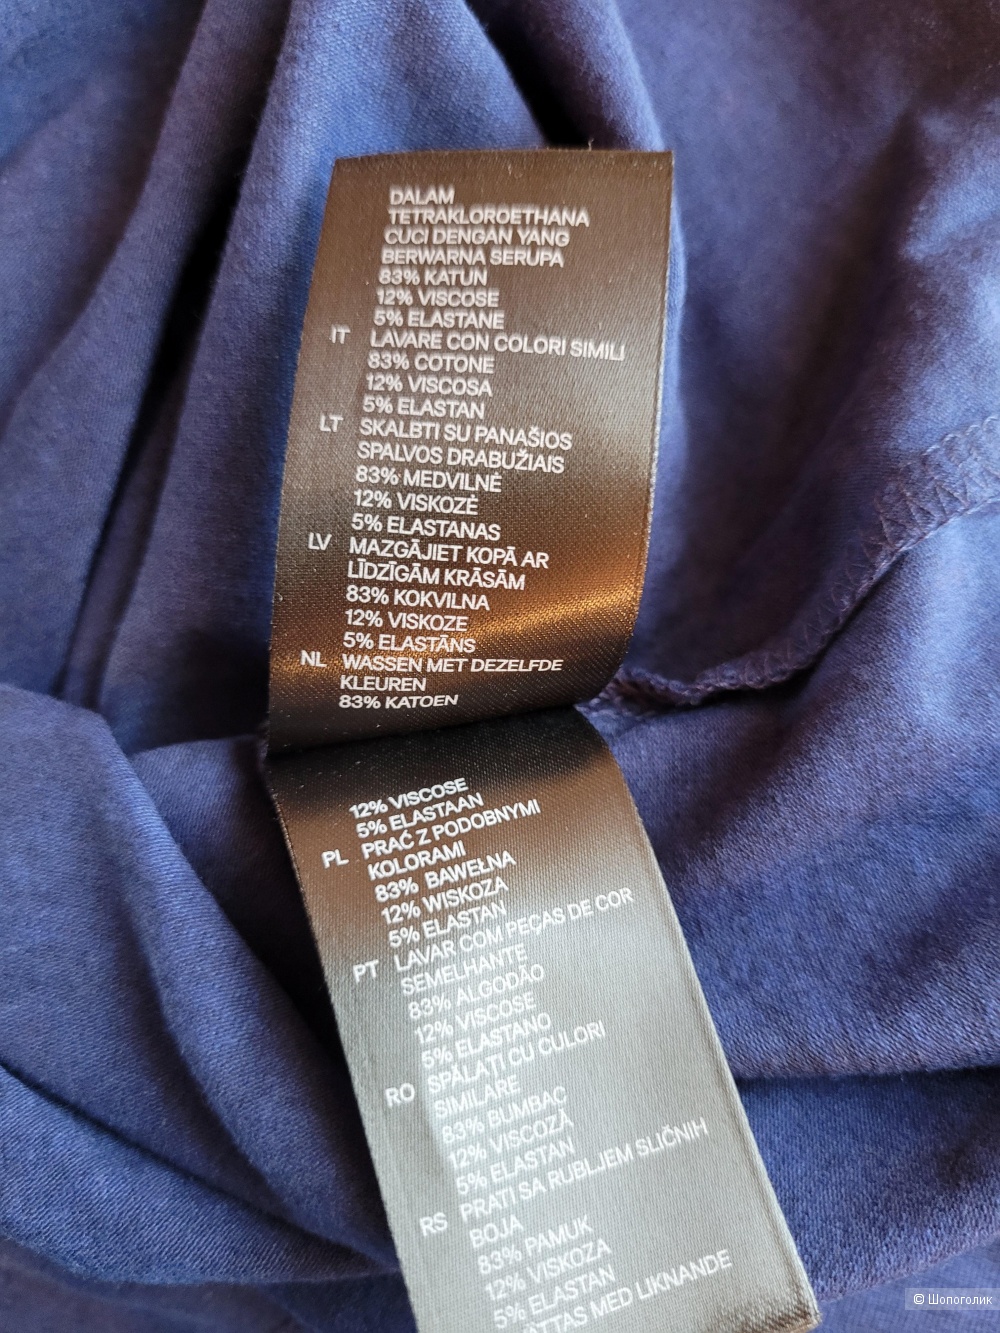 DALAM
TETRAKLOROETHANA
CUCI DENGAN YANG
BERWARNA SERUPA
83% KATUN
12% VISCOSE
5% ELASTANE
IT LAVARE CON COLORI SIMILI
83% COTONE
12% VISCOSA
5% ELASTAN
LT SKALBTI SU PANAŠIOS
SPALVOS DRABUŽIAIS
83% MEDVILNĖ
12% VISKOZĖ
5% ELASTANAS
LV MAZGĀJIET KOPĀ AR
LĪDZĪGĀM KRĀSĀM
83% KOKVILNA
12% VISKOZE
5% ELASTĀNS
NL WASSEN MET DEZELFDE
KLEUREN
83% KATOEN
12% VISCOSE
5% ELASTAAN
PL PRAĆ Z PODOBNYMI
KOLORAMI
83% BAWEŁNA
12% WISKOZA
5% ELASTAN
PT LAVAR COM PEÇAS DE COR
SEMELHANTE
83% ALGODÃO
12% VISCOSE
5% ELASTANO
RO SPĂLAȚI CU CULORI
SIMILARE
83% BUMBAC
12% VISCOZĂ
5% ELASTAN
RS PRATI SA RUBLJEM SLIČNIH
BOJA
83% PAMUK
12% VISKOZA
5% ELASTAN
MED LIKNANDE
© Шопоголик